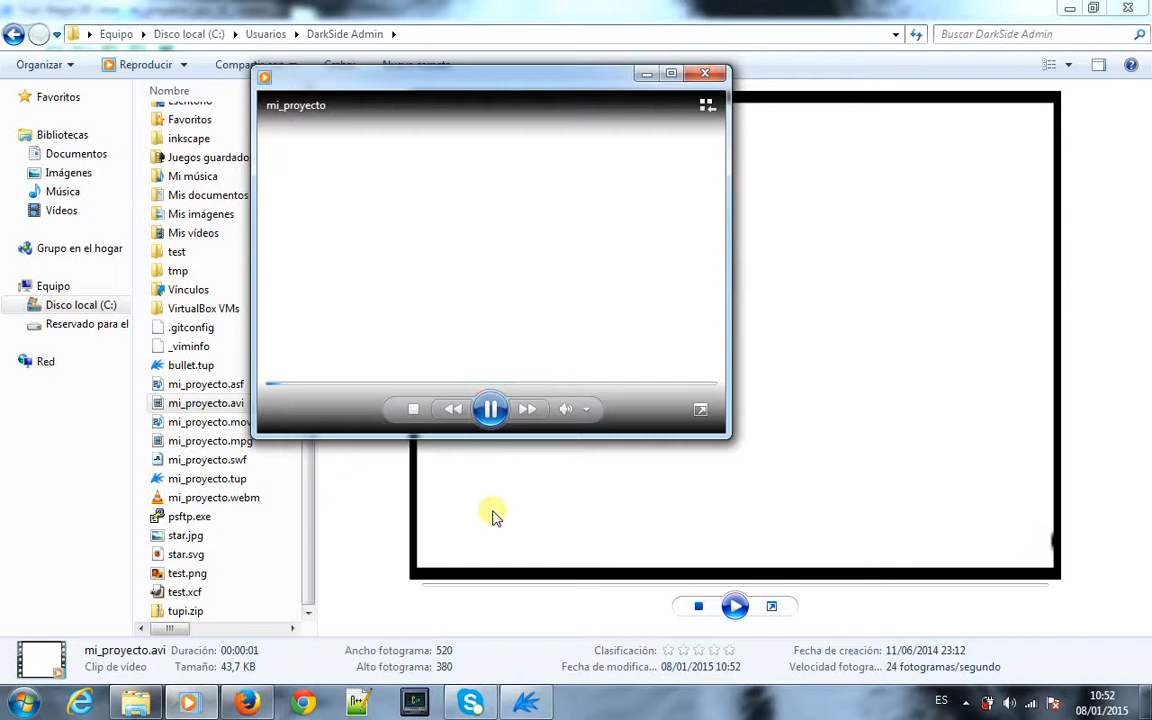 Equipo
Disco local (C:)
Usuarios
DarkSide Admin
Buscar DarkSide Admin
Organizar
Reproducir
Favoritos
Bibliotecas
Documentos
Imágenes
Música
Vídeos
Grupo en el hogar
Equipo
Disco local (C:)
Reservado para el
Red
Nombre
Favoritos
inkscape
Juegos guardado
Mi música
Mis documentos
Mis imágenes
Mis vídeos
test
tmp
Vínculos
VirtualBox VMs
.gitconfig
_viminfo
bullet.tup
mi_proyecto.asf
mi_proyecto.avi
mi_proyecto.mov
mi_proyecto.mpg
mi_proyecto.swf
mi_proyecto.tup
mi_proyecto.webm
psftp.exe
star.jpg
star.svg
test.png
test.xcf
tupi.zip
mi_proyecto
mi_proyecto.avi
Duración: 00:00:01
Ancho fotograma: 520
Clasificación:
Fecha de creación: 11/06/2014 23:12
Clip de vídeo
Tamaño: 43,7 KB
Alto fotograma: 380
Fecha de modifica... 08/01/2015 10:52
Velocidad fotogra... 24 fotogramas/segundo
ES
10:52
08/01/2015